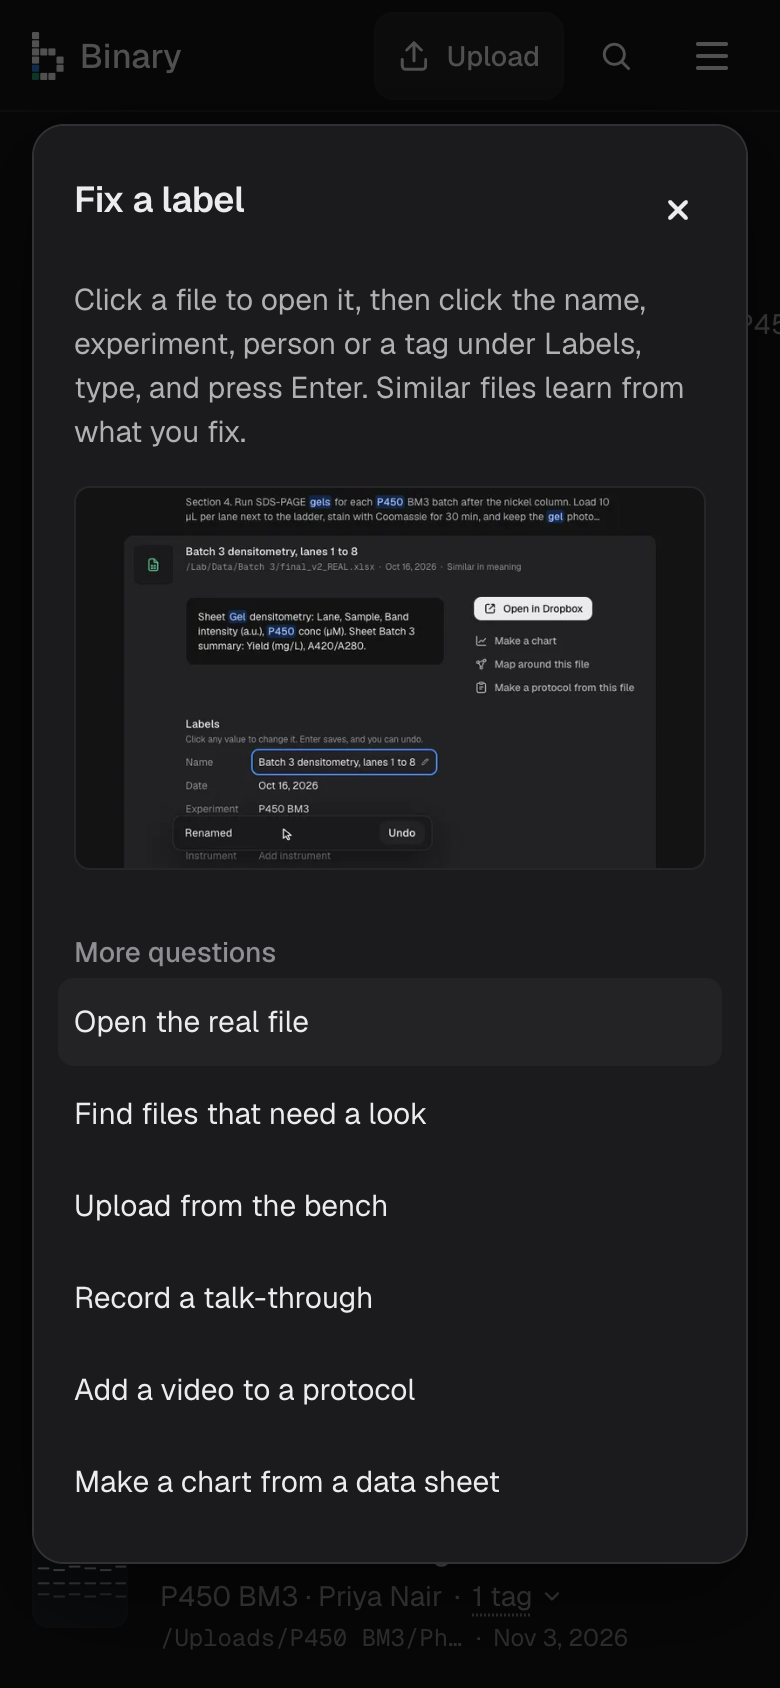 Binary
Upload
Fix a label
Click a file to open it, then click the name,
experiment, person or a tag under Labels,
type, and press Enter. Similar files learn from
what you fix.
Section 4. Run SDS-PAGE gels for each P450 BM3 batch after the nickel column. Load 10
µL per lane next to the ladder, stain with Coomassie for 30 min, and keep the gel photo...
Batch 3 densitometry, lanes 1 to 8
/Lab/Data/Batch 3/final_v2_REAL.xlsx · Oct 16, 2026 · Similar in meaning
Sheet Gel densitometry: Lane, Sample, Band
intensity (a.u.), P450 conc (µM). Sheet Batch 3
summary: Yield (mg/L), A420/A280.
Open in Dropbox
Make a chart
Map around this file
Make a protocol from this file
Labels
Click any value to change it. Enter saves, and you can undo.
Name Batch 3 densitometry, lanes 1 to 8
Date Oct 16, 2026
Experiment P450 BM3
Renamed Undo
Instrument Add instrument
More questions
Open the real file
Find files that need a look
Upload from the bench
Record a talk-through
Add a video to a protocol
Make a chart from a data sheet
P450 BM3 · Priya Nair · 1 tag
/Uploads/P450 BM3/Ph… · Nov 3, 2026